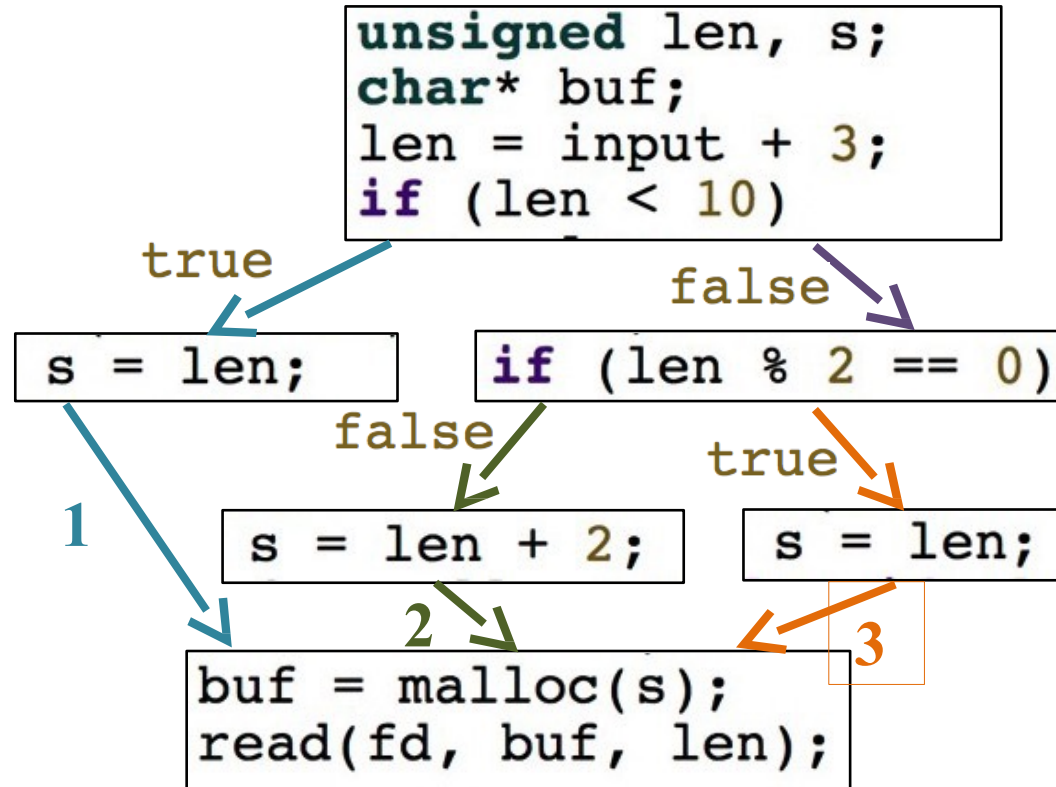 unsigned len, s;
char* buf;
len = input + 3;
if (len < 10)
true
false
s = len;
if (len % 2 == 0)
false
true
1
s = len + 2;
s = len;
2
3
buf = malloc(s);
read(fd, buf, len);